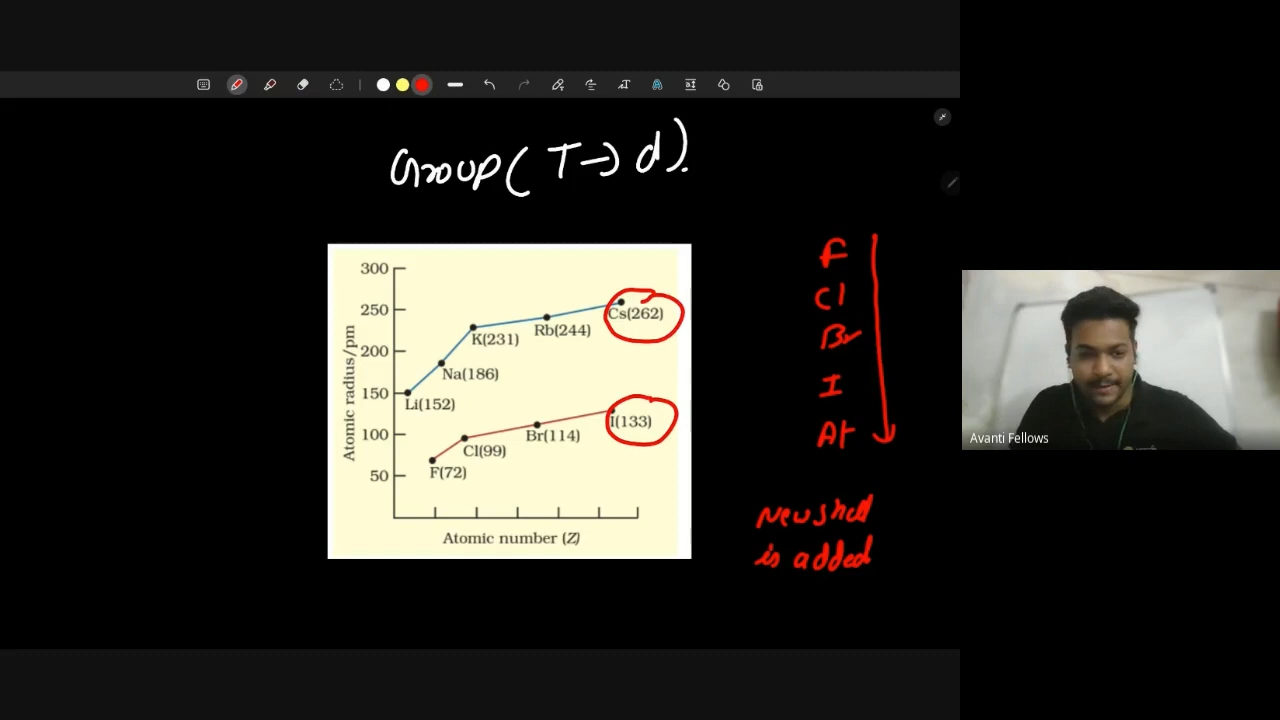 Group (T→d).
300
250
200
150
100
50
Atomic radius/pm
Cs(262)
Rb(244)
K(231)
Na(186)
Li(152)
I(133)
Br(114)
Cl(99)
F(72)
Atomic number (Z)
F
Cl
Br
I
At
New shell
is added
Avanti Fellows